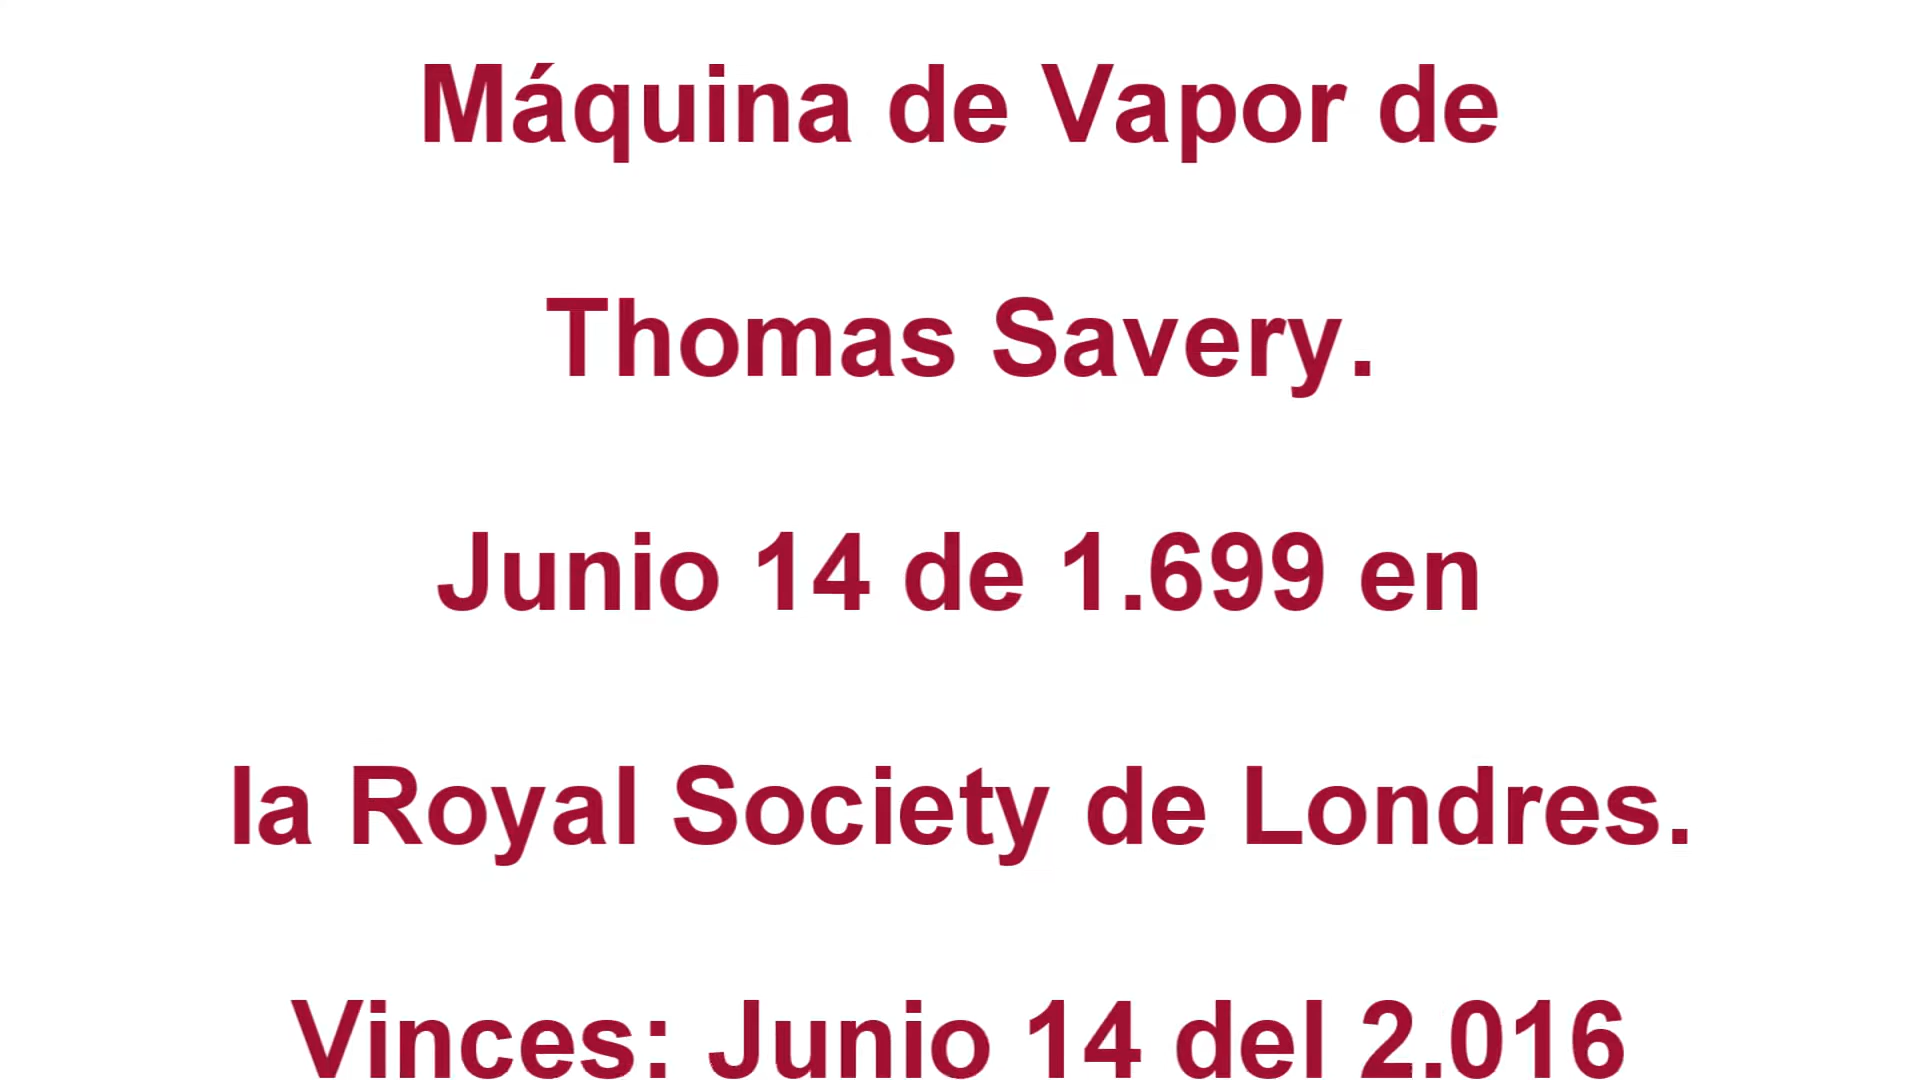 Máquina de Vapor de
Thomas Savery.
Junio 14 de 1.699 en
la Royal Society de Londres.
Vinces: Junio 14 del 2.016